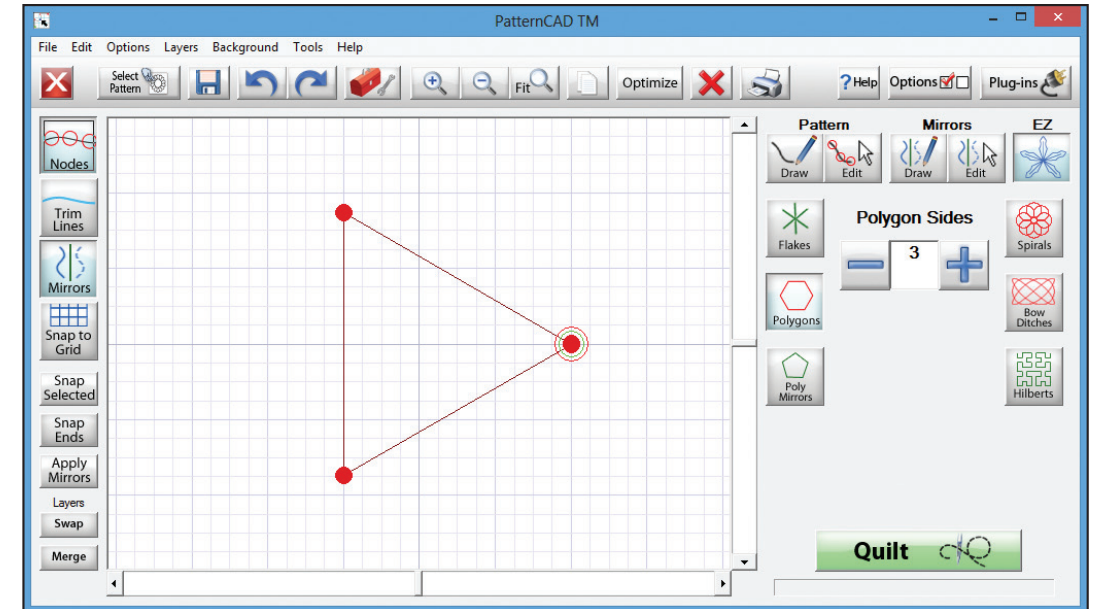 PatternCAD TM
File Edit Options Layers Background Tools Help
Select
Pattern
Fit
Optimize
? Help
Options
Plug-ins
Nodes
Trim
Lines
Mirrors
Snap to
Grid
Snap
Selected
Snap
Ends
Apply
Mirrors
Layers
Swap
Merge
Pattern
Mirrors
EZ
Draw
Edit
Draw
Edit
Flakes
Polygon Sides
3
Spirals
Polygons
Bow
Ditches
Poly
Mirrors
Hilberts
Quilt